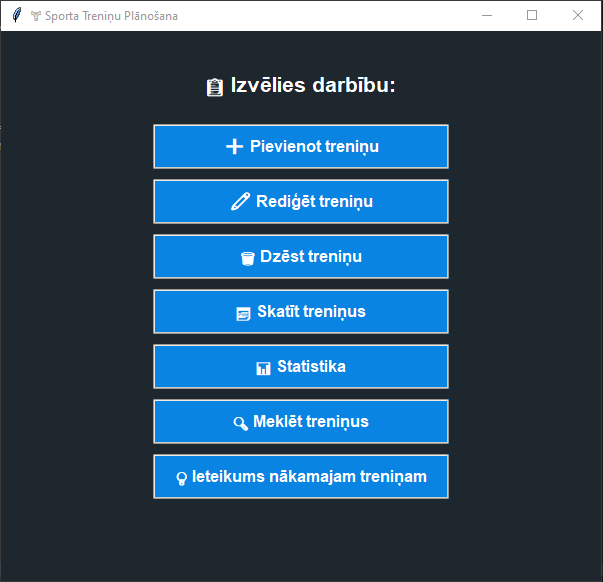 Sporta Treniņu Plānošana
Izvēlies darbību:
Pievienot treniņu
Rediģēt treniņu
Dzēst treniņu
Skatīt treniņus
Statistika
Meklēt treniņus
Ieteikums nākamajam treniņam